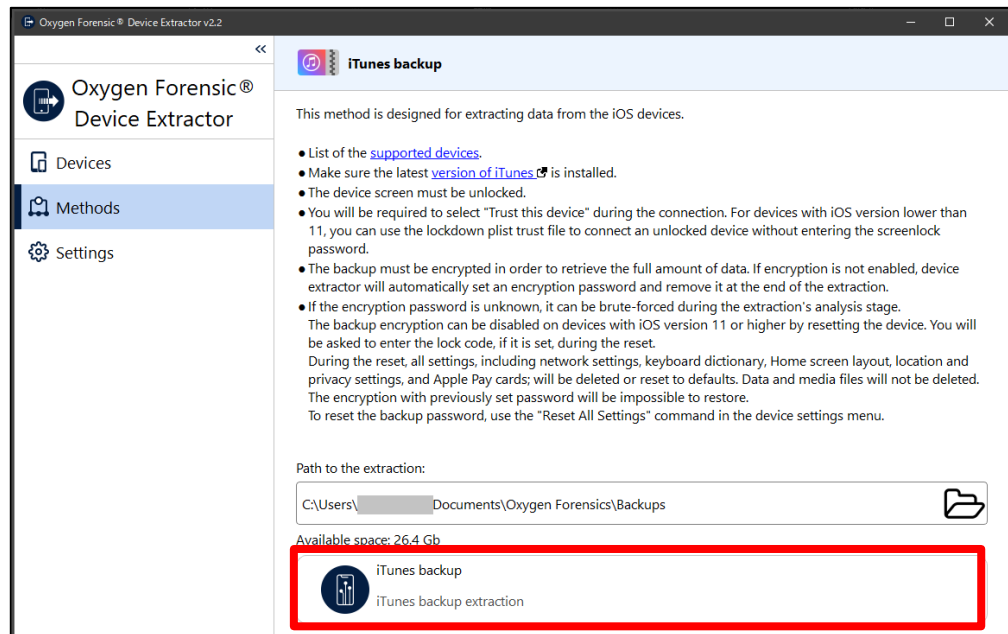 Oxygen Forensic® Device Extractor v2.2
Oxygen Forensic®
Device Extractor
Devices
Methods
Settings
iTunes backup
This method is designed for extracting data from the iOS devices.
● List of the supported devices.
● Make sure the latest version of iTunes is installed.
● The device screen must be unlocked.
● You will be required to select "Trust this device" during the connection. For devices with iOS version lower than
11, you can use the lockdown plist trust file to connect an unlocked device without entering the screenlock
password.
● The backup must be encrypted in order to retrieve the full amount of data. If encryption is not enabled, device
extractor will automatically set an encryption password and remove it at the end of the extraction.
● If the encryption password is unknown, it can be brute-forced during the extraction's analysis stage.
The backup encryption can be disabled on devices with iOS version 11 or higher by resetting the device. You will
be asked to enter the lock code, if it is set, during the reset.
During the reset, all settings, including network settings, keyboard dictionary, Home screen layout, location and
privacy settings, and Apple Pay cards; will be deleted or reset to defaults. Data and media files will not be deleted.
The encryption with previously set password will be impossible to restore.
To reset the backup password, use the "Reset All Settings" command in the device settings menu.
Path to the extraction:
C:\Users\ Documents\Oxygen Forensics\Backups
Available space: 26.4 Gb
iTunes backup
iTunes backup extraction